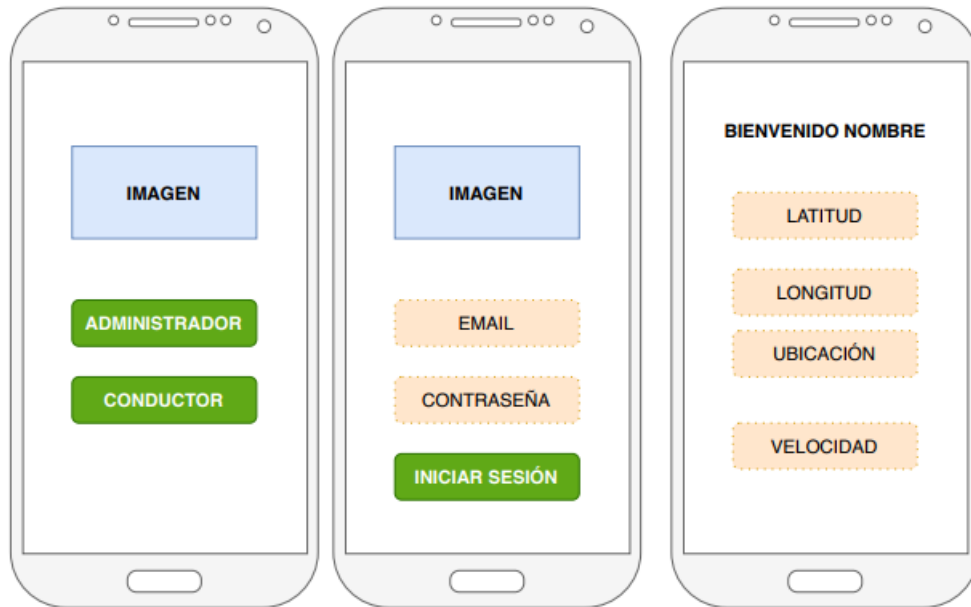 IMAGEN
ADMINISTRADOR
CONDUCTOR
IMAGEN
EMAIL
CONTRASEÑA
INICIAR SESIÓN
BIENVENIDO NOMBRE
LATITUD
LONGITUD
UBICACIÓN
VELOCIDAD